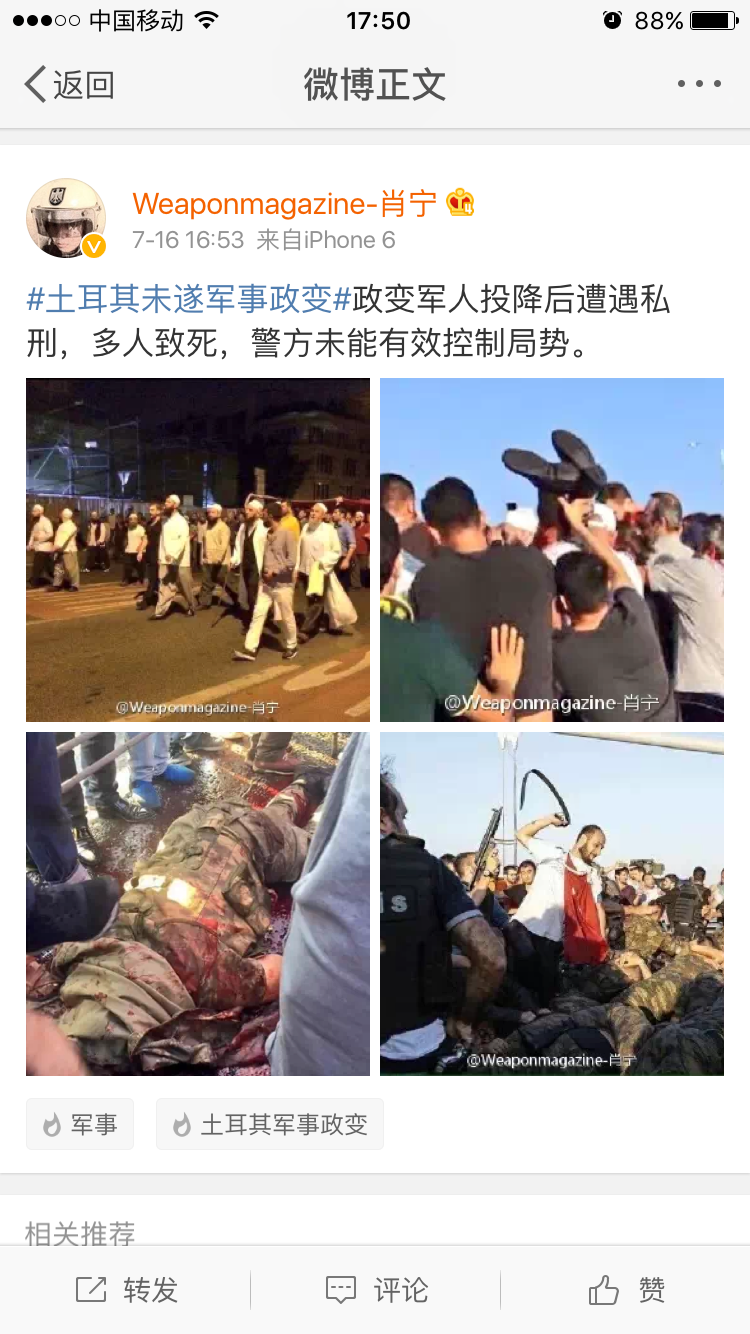 中国移动 17:50 88%
返回 微博正文
Weaponmagazine-肖宁
7-16 16:53 来自iPhone 6
#土耳其未遂军事政变#政变军人投降后遭遇私
刑，多人致死，警方未能有效控制局势。
@Weaponmagazine-肖宁
@Weaponmagazine-肖宁
@Weaponmagazine-肖宁
军事 土耳其军事政变
相关推荐
转发 评论 赞